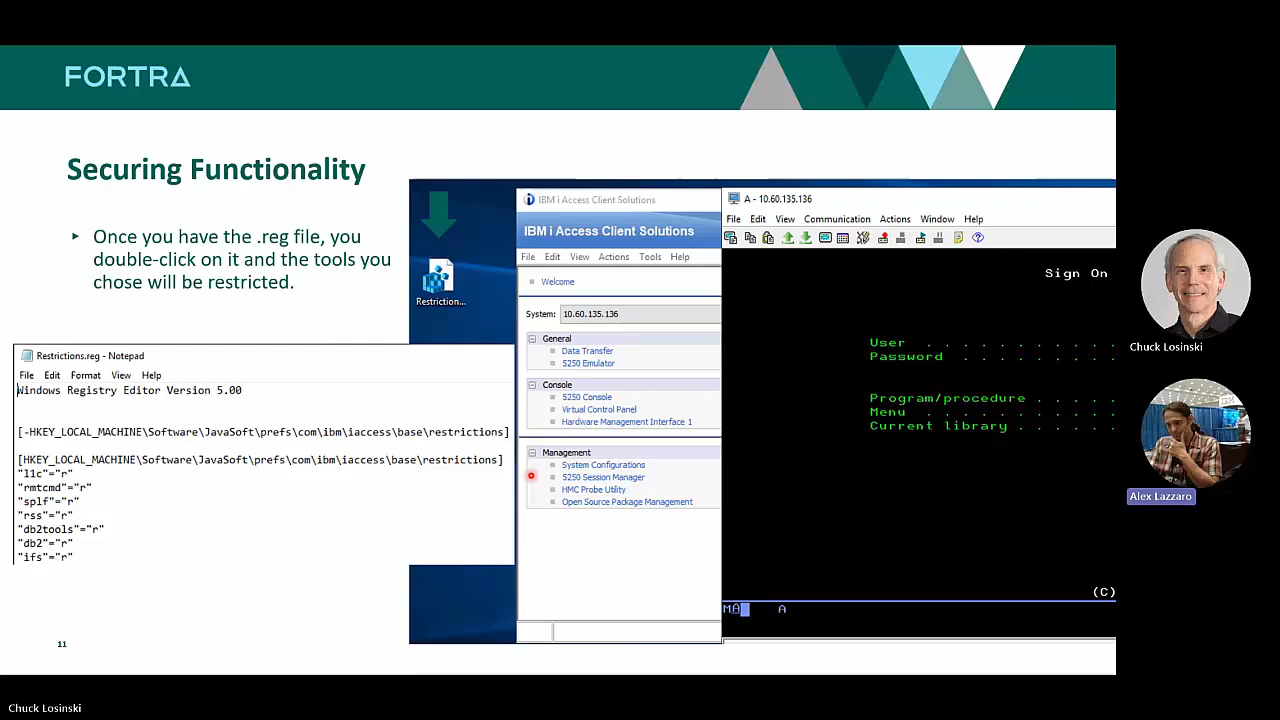 FORTRA
Securing Functionality
‣ Once you have the .reg file, you
double-click on it and the tools you
chose will be restricted.
Restrictions.reg - Notepad
File Edit Format View Help
Windows Registry Editor Version 5.00
[-HKEY_LOCAL_MACHINE\Software\JavaSoft\prefs\com\ibm\iaccess\base\restrictions]
[HKEY_LOCAL_MACHINE\Software\JavaSoft\prefs\com\ibm\iaccess\base\restrictions]
"l1c"="r"
"rmtcmd"="r"
"splf"="r"
"rss"="r"
"db2tools"="r"
"db2"="r"
"ifs"="r"
11
Restriction...
IBM i Access Client Solutions
IBM i Access Client Solutions
File Edit View Actions Tools Help
Welcome
System: 10.60.135.136
General
Data Transfer
5250 Emulator
Console
5250 Console
Virtual Control Panel
Hardware Management Interface 1
Management
System Configurations
5250 Session Manager
HMC Probe Utility
Open Source Package Management
A - 10.60.135.136
File Edit View Communication Actions Window Help
Sign On
User . . . . . . . . . . . . . .
Password . . . . . . . . . . .
Program/procedure . . . . . .
Menu . . . . . . . . . . . . . .
Current library . . . . . . . .
(C)
MA A
Chuck Losinski
IBM
Alex Lazzaro
Chuck Losinski